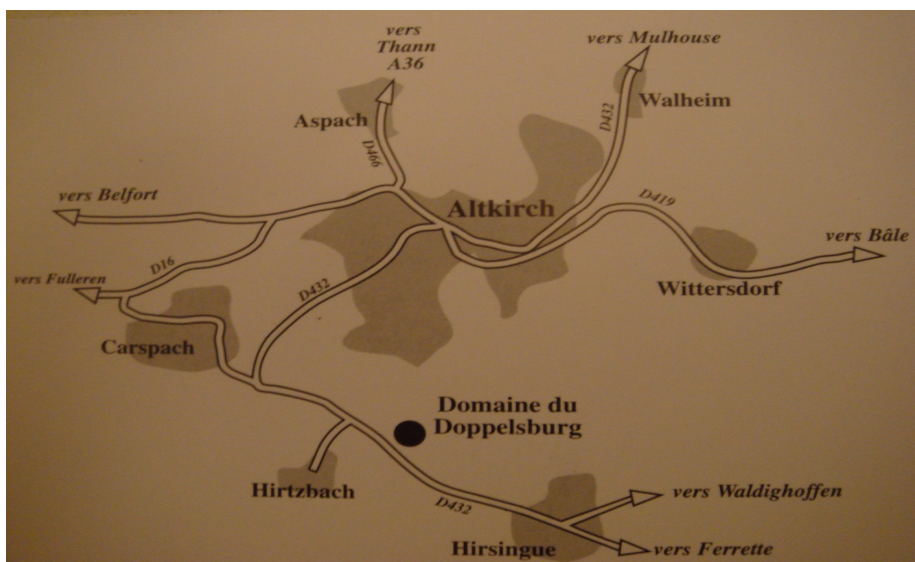 vers
Thann
A36
vers Mulhouse
Walheim
Aspach
D432
D466
vers Belfort
Altkirch
D419
vers Bâle
D16
vers Fulleren
D432
Wittersdorf
Carspach
Domaine du
Doppelsburg
Hirtzbach
vers Waldighoffen
D432
Hirsingue
vers Ferrette